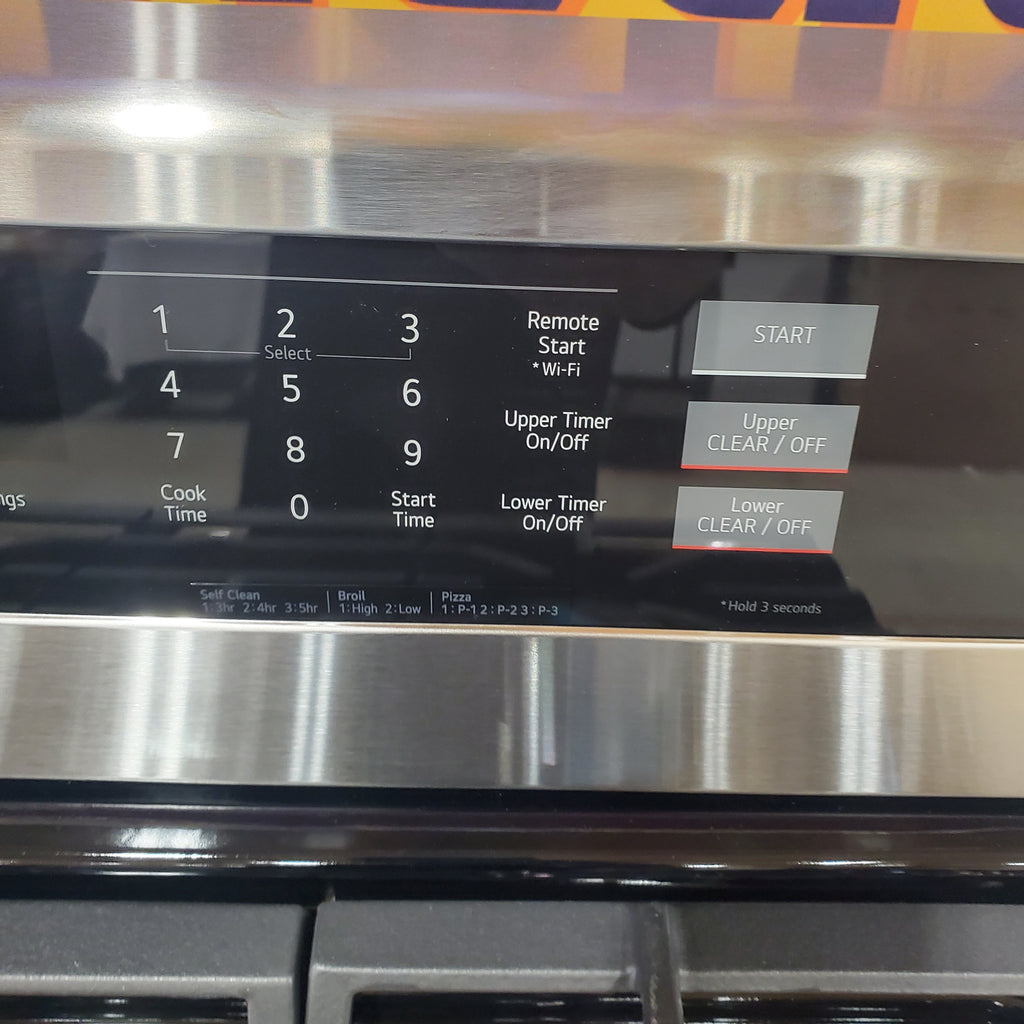 1 2 3
Select
4 5 6
7 8 9
Cook
Time
0
Start
Time
Remote
Start
*Wi-Fi
Upper Timer
On/Off
Lower Timer
On/Off
START
Upper
CLEAR / OFF
Lower
CLEAR / OFF
Self Clean
1:3hr 2:4hr 3:5hr
Broil
1:High 2:Low
Pizza
1:P-1 2:P-2 3:P-3
*Hold 3 seconds